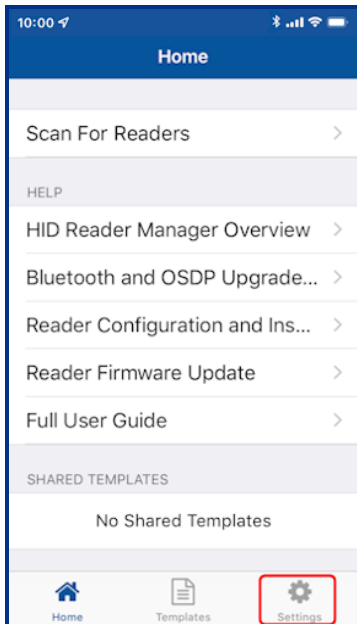 10:00
Home
Scan For Readers
HELP
HID Reader Manager Overview
Bluetooth and OSDP Upgrade...
Reader Configuration and Ins...
Reader Firmware Update
Full User Guide
SHARED TEMPLATES
No Shared Templates
Home Templates Settings